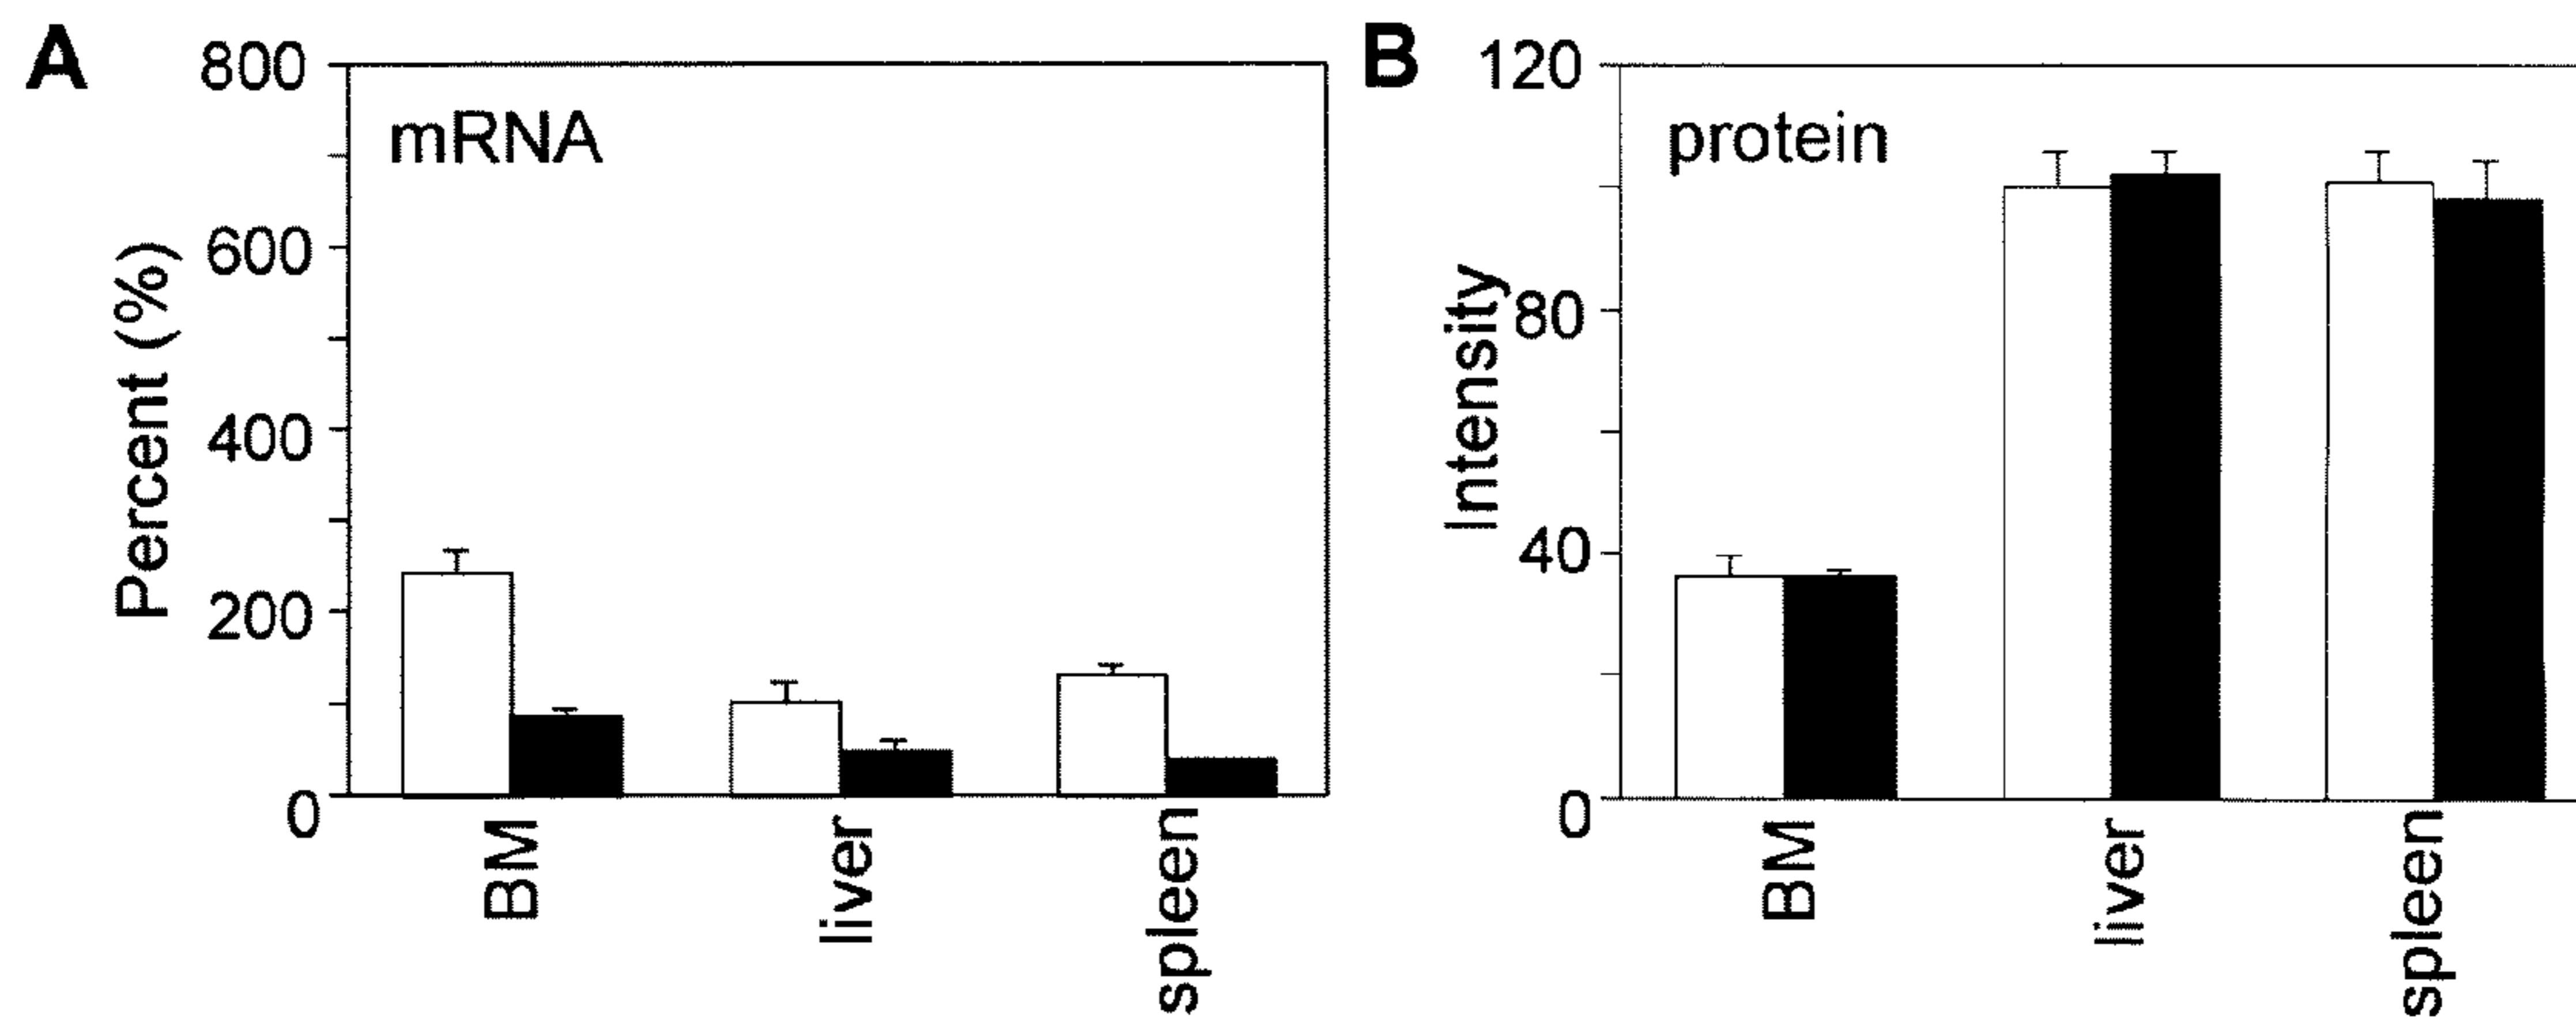 A
800
mRNA
600
400
200
0
Percent (%)
BM
liver
spleen
B
120
protein
80
40
0
Intensity
BM
liver
spleen